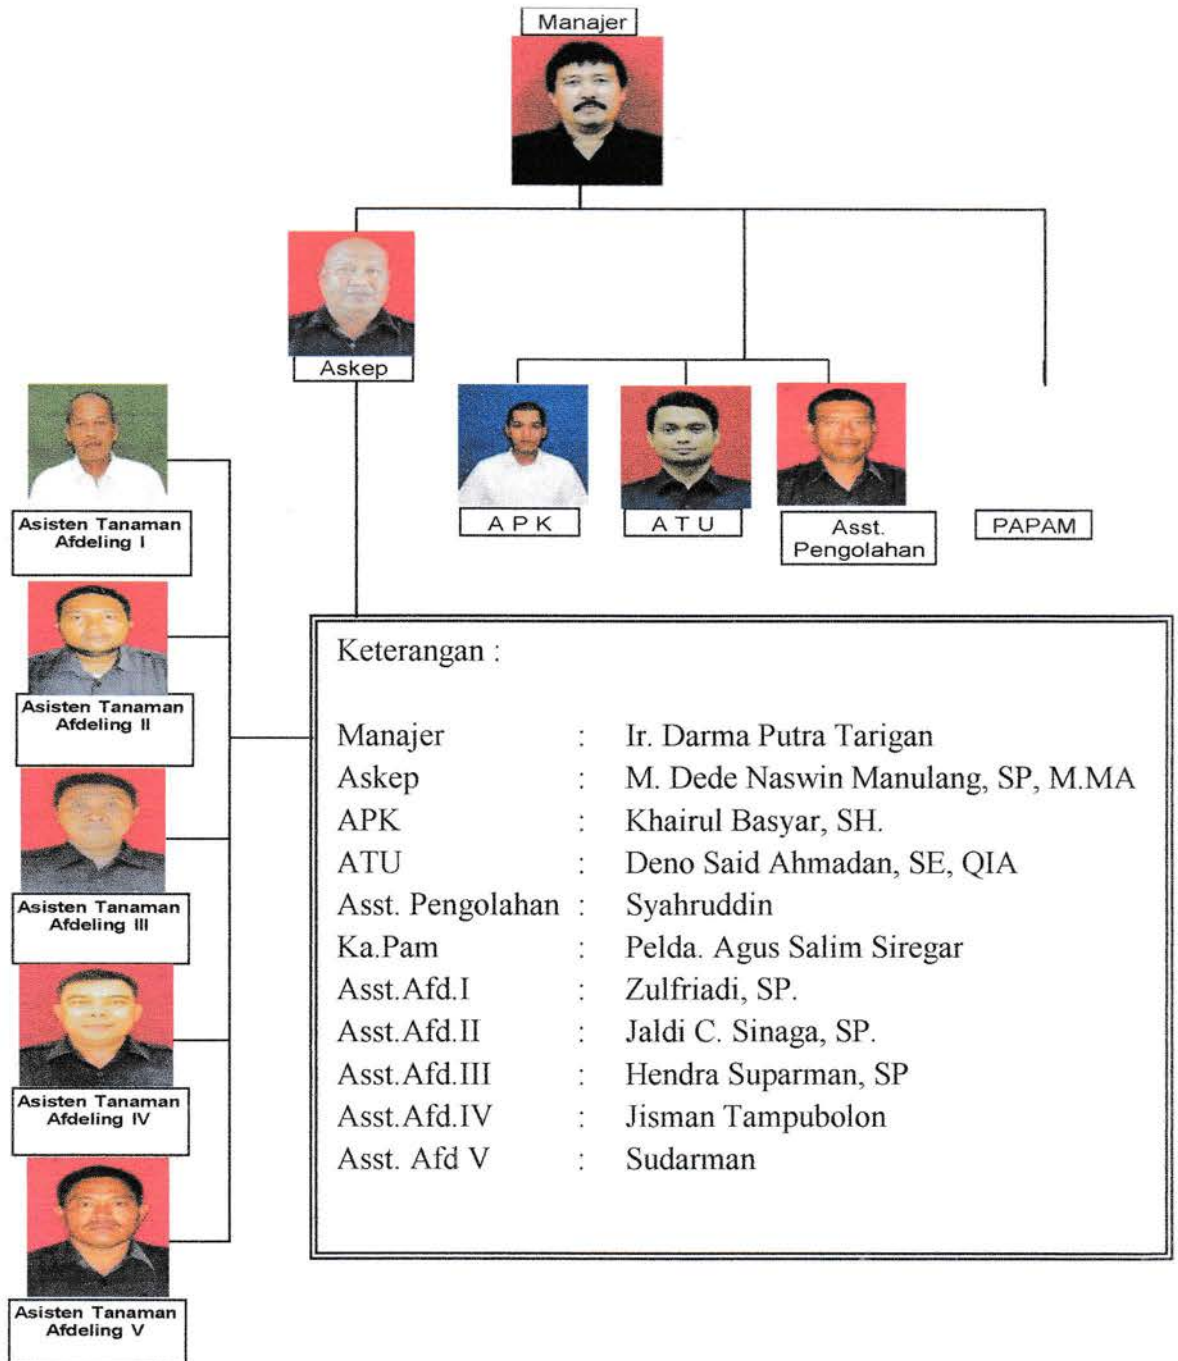 Manajer
Askep
A P K
A T U
Asst.
Pengolahan
PAPAM
Asisten Tanaman
Afdeling I
Asisten Tanaman
Afdeling II
Asisten Tanaman
Afdeling III
Asisten Tanaman
Afdeling IV
Asisten Tanaman
Afdeling V
Keterangan :
Manajer : Ir. Darma Putra Tarigan
Askep : M. Dede Naswin Manulang, SP, M.MA
APK : Khairul Basyar, SH.
ATU : Deno Said Ahmadan, SE, QIA
Asst. Pengolahan : Syahruddin
Ka.Pam : Pelda. Agus Salim Siregar
Asst.Afd.I : Zulfriadi, SP.
Asst.Afd.II : Jaldi C. Sinaga, SP.
Asst.Afd.III : Hendra Suparman, SP
Asst.Afd.IV : Jisman Tampubolon
Asst. Afd V : Sudarman